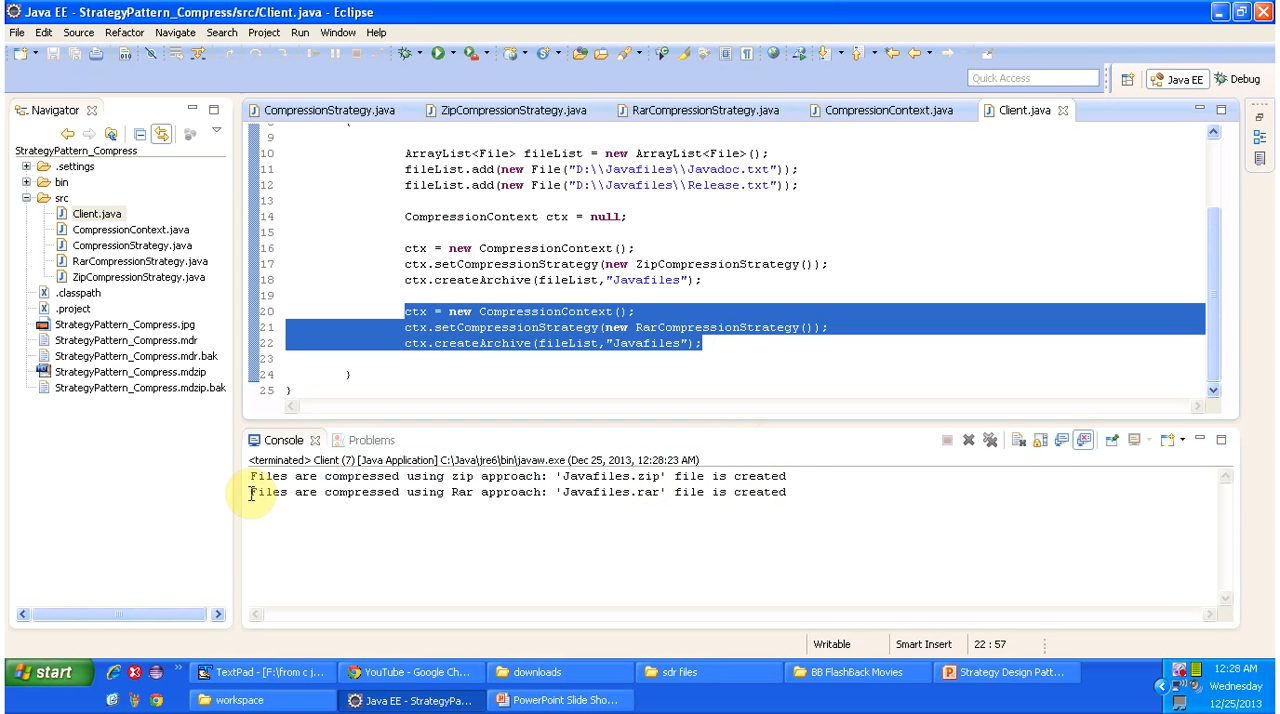 Java EE - StrategyPattern_Compress/src/Client.java - Eclipse
File Edit Source Refactor Navigate Search Project Run Window Help
Quick Access
Java EE
Debug
Navigator
CompressionStrategy.java
ZipCompressionStrategy.java
RarCompressionStrategy.java
CompressionContext.java
Client.java
StrategyPattern_Compress
.settings
bin
src
Client.java
CompressionContext.java
CompressionStrategy.java
RarCompressionStrategy.java
ZipCompressionStrategy.java
.classpath
.project
StrategyPattern_Compress.jpg
StrategyPattern_Compress.mdr
StrategyPattern_Compress.mdr.bak
StrategyPattern_Compress.mdzip
StrategyPattern_Compress.mdzip.bak
9
10 ArrayList<File> fileList = new ArrayList<File>();
11 fileList.add(new File("D:\\Javafiles\\Javadoc.txt"));
12 fileList.add(new File("D:\\Javafiles\\Release.txt"));
13
14 CompressionContext ctx = null;
15
16 ctx = new CompressionContext();
17 ctx.setCompressionStrategy(new ZipCompressionStrategy());
18 ctx.createArchive(fileList,"Javafiles");
19
20 ctx = new CompressionContext();
21 ctx.setCompressionStrategy(new RarCompressionStrategy());
22 ctx.createArchive(fileList,"Javafiles");
23
24 }
25 }
Console
Problems
<terminated> Client (7) [Java Application] C:\Java\jre6\bin\javaw.exe (Dec 25, 2013, 12:28:23 AM)
Files are compressed using zip approach: 'Javafiles.zip' file is created
Files are compressed using Rar approach: 'Javafiles.rar' file is created
Writable
Smart Insert
22 : 57
start
TextPad - [F:\from c j...
YouTube - Google Ch...
downloads
sdr files
BB FlashBack Movies
Strategy Design Patt...
12:28 AM
workspace
Java EE - StrategyPa...
PowerPoint Slide Sho...
Wednesday
12/25/2013